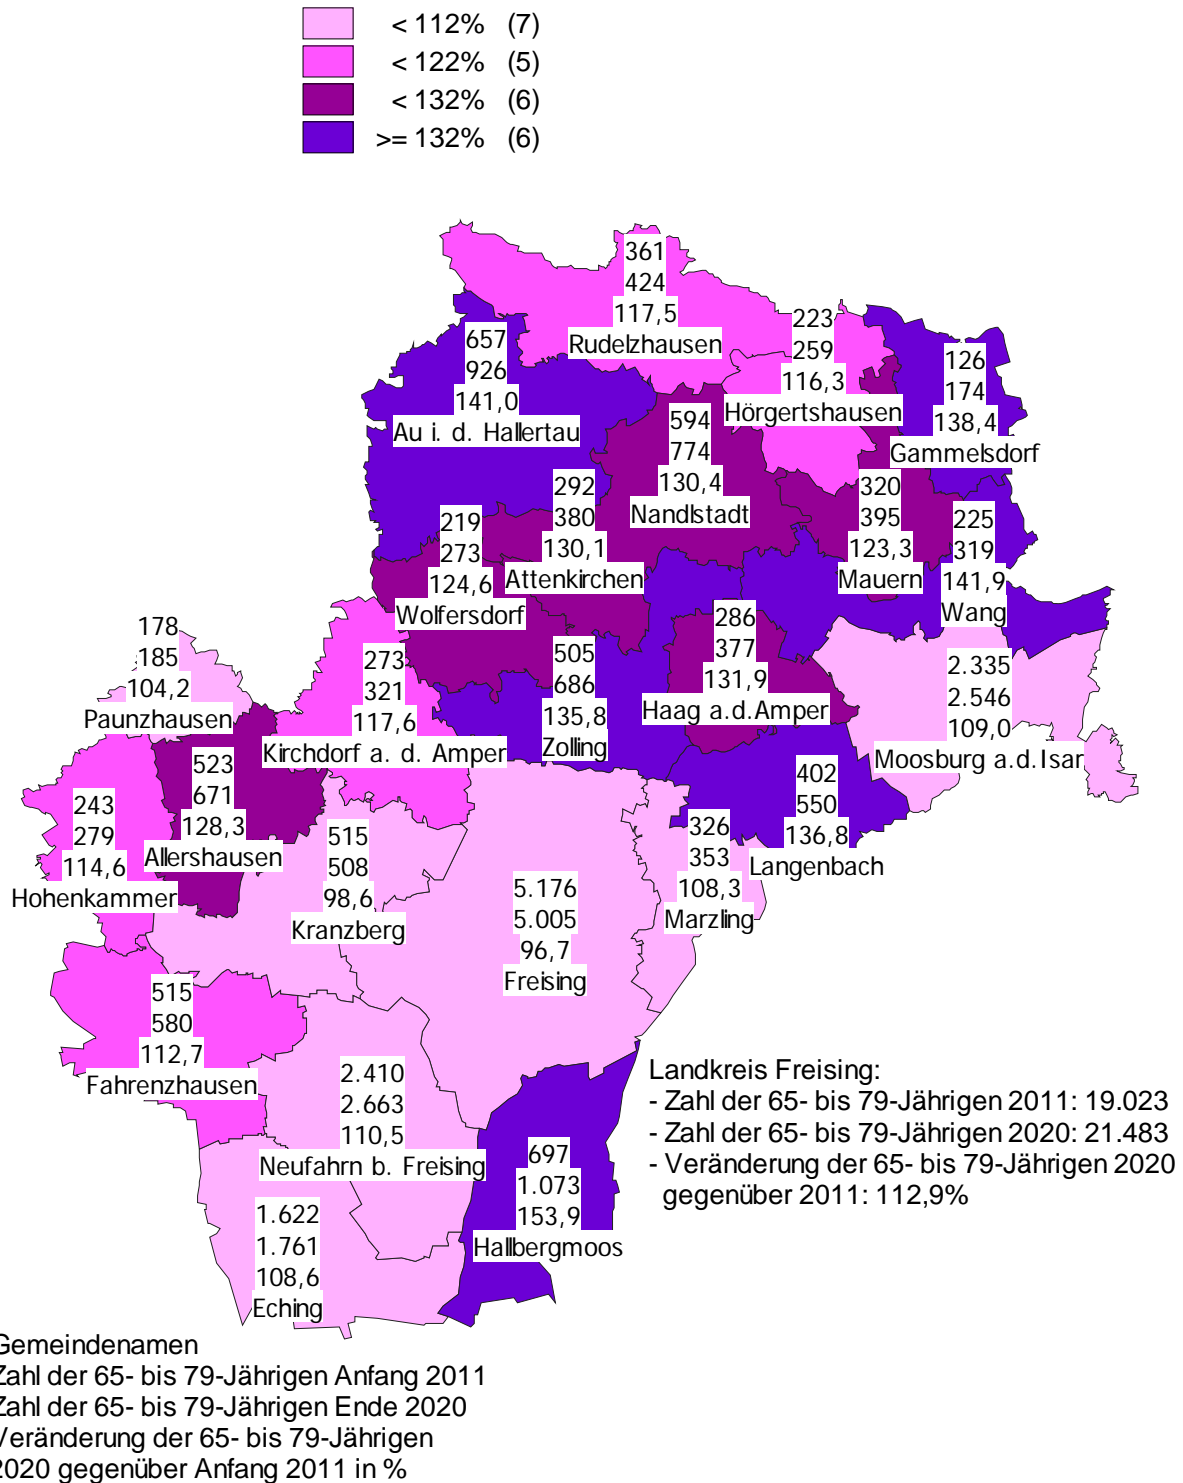 < 112% (7)
< 122% (5)
< 132% (6)
>= 132% (6)
361
424
117,5
Rudelzhausen
223
259
116,3
Hörgertshausen
657
926
141,0
Au i. d. Hallertau
126
174
138,4
Gammelsdorf
594
774
130,4
Nandlstadt
292
380
130,1
Attenkirchen
320
395
123,3
Mauern
219
273
124,6
Wolfersdorf
225
319
141,9
Wang
286
377
131,9
Haag a.d.Amper
178
185
104,2
Paunzhausen
273
321
117,6
Kirchdorf a. d. Amper
505
686
135,8
Zolling
2.335
2.546
109,0
Moosburg a.d.Isar
523
671
128,3
Allershausen
243
279
114,6
Hohenkammer
402
550
136,8
Langenbach
515
508
98,6
Kranzberg
326
353
108,3
Marzling
5.176
5.005
96,7
Freising
515
580
112,7
Fahrenzhausen
2.410
2.663
110,5
Neufahrn b. Freising
697
1.073
153,9
Hallbergmoos
1.622
1.761
108,6
Eching
Landkreis Freising:
- Zahl der 65- bis 79-Jährigen 2011: 19.023
- Zahl der 65- bis 79-Jährigen 2020: 21.483
- Veränderung der 65- bis 79-Jährigen 2020
gegenüber 2011: 112,9%
Gemeindenamen
Zahl der 65- bis 79-Jährigen Anfang 2011
Zahl der 65- bis 79-Jährigen Ende 2020
Veränderung der 65- bis 79-Jährigen
2020 gegenüber Anfang 2011 in %